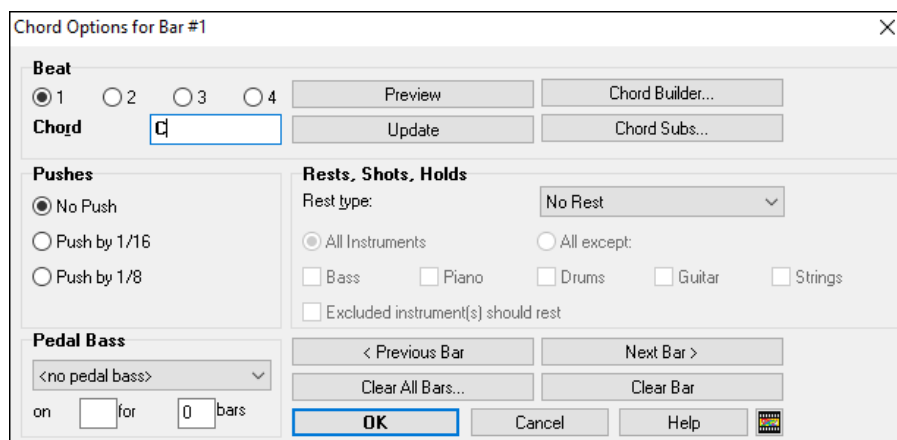 Chord Options for Bar #1
Beat
1 2 3 4 Preview Chord Builder...
Chord C Update Chord Subs...
Pushes Rests, Shots, Holds
No Push Rest type: No Rest
Push by 1/16 All Instruments All except:
Push by 1/8 Bass Piano Drums Guitar Strings
Excluded instrument(s) should rest
Pedal Bass < Previous Bar Next Bar >
<no pedal bass> Clear All Bars... Clear Bar
on for 0 bars OK Cancel Help